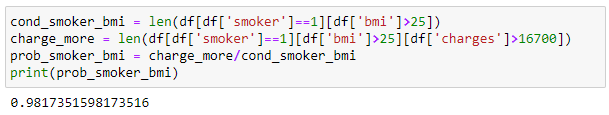 cond_smoker_bmi = len(df[df['smoker']==1][df['bmi']>25])
charge_more = len(df[df['smoker']==1][df['bmi']>25][df['charges']>16700])
prob_smoker_bmi = charge_more/cond_smoker_bmi
print(prob_smoker_bmi)
0.9817351598173516